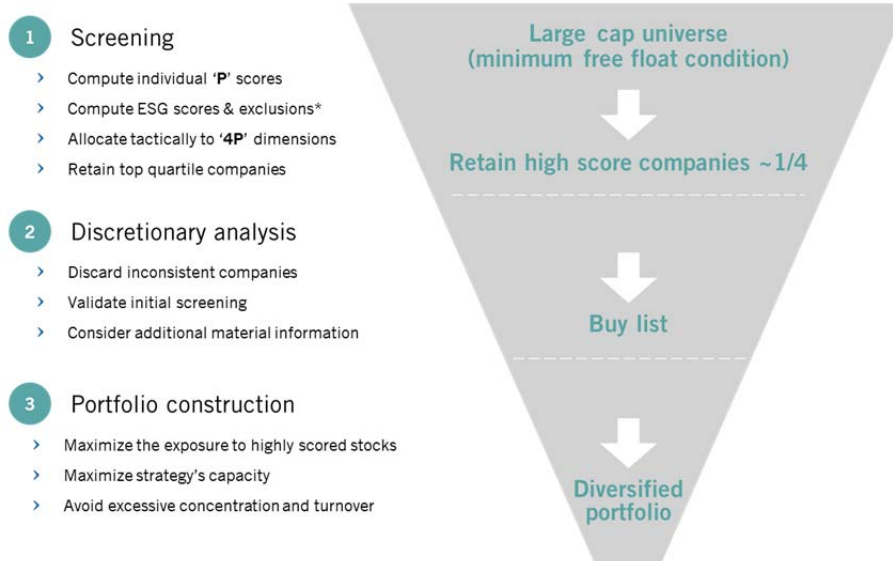 1 Screening
› Compute individual ‘P’ scores
› Compute ESG scores & exclusions*
› Allocate tactically to ‘4P’ dimensions
› Retain top quartile companies
2 Discretionary analysis
› Discard inconsistent companies
› Validate initial screening
› Consider additional material information
3 Portfolio construction
› Maximize the exposure to highly scored stocks
› Maximize strategy’s capacity
› Avoid excessive concentration and turnover
Large cap universe
(minimum free float condition)
Retain high score companies ~1/4
Buy list
Diversified
portfolio